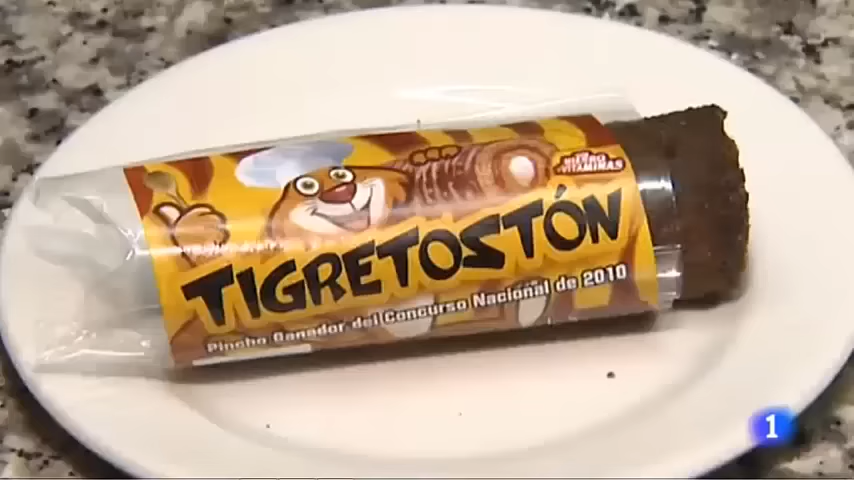 HIERRO
Y VITAMINAS
TIGRETOSTÓN
Pincho Ganador del Concurso Nacional de 2010
1